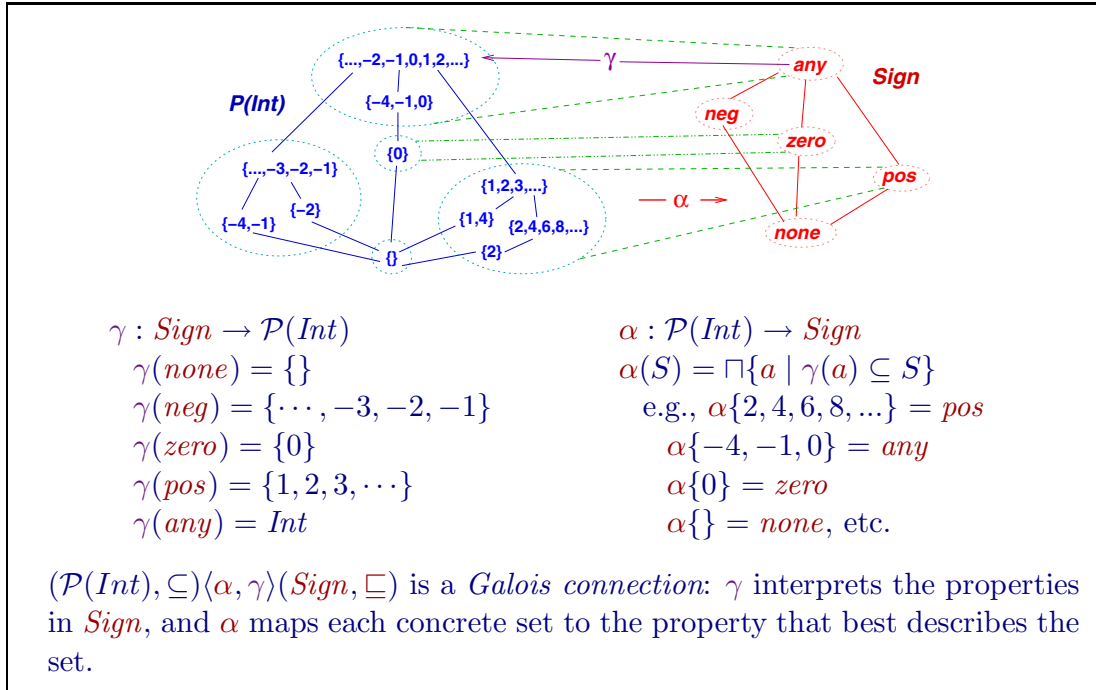 {...,−2,−1,0,1,2,...}
γ
any
Sign
P(Int)
{−4,−1,0}
neg
{0}
zero
{...,−3,−2,−1}
{1,2,3,...}
pos
{−2}
{−4,−1}
{1,4}
{2,4,6,8,...}
α
none
{2}
{}
γ : Sign → 𝒫(Int)
γ(none) = {}
γ(neg) = {⋯, −3, −2, −1}
γ(zero) = {0}
γ(pos) = {1, 2, 3, ⋯}
γ(any) = Int
α : 𝒫(Int) → Sign
α(S) = ⊓{a | γ(a) ⊆ S}
e.g., α{2, 4, 6, 8, ...} = pos
α{−4, −1, 0} = any
α{0} = zero
α{} = none, etc.
(𝒫(Int), ⊆)⟨α, γ⟩(Sign, ⊑) is a Galois connection: γ interprets the properties
in Sign, and α maps each concrete set to the property that best describes the
set.